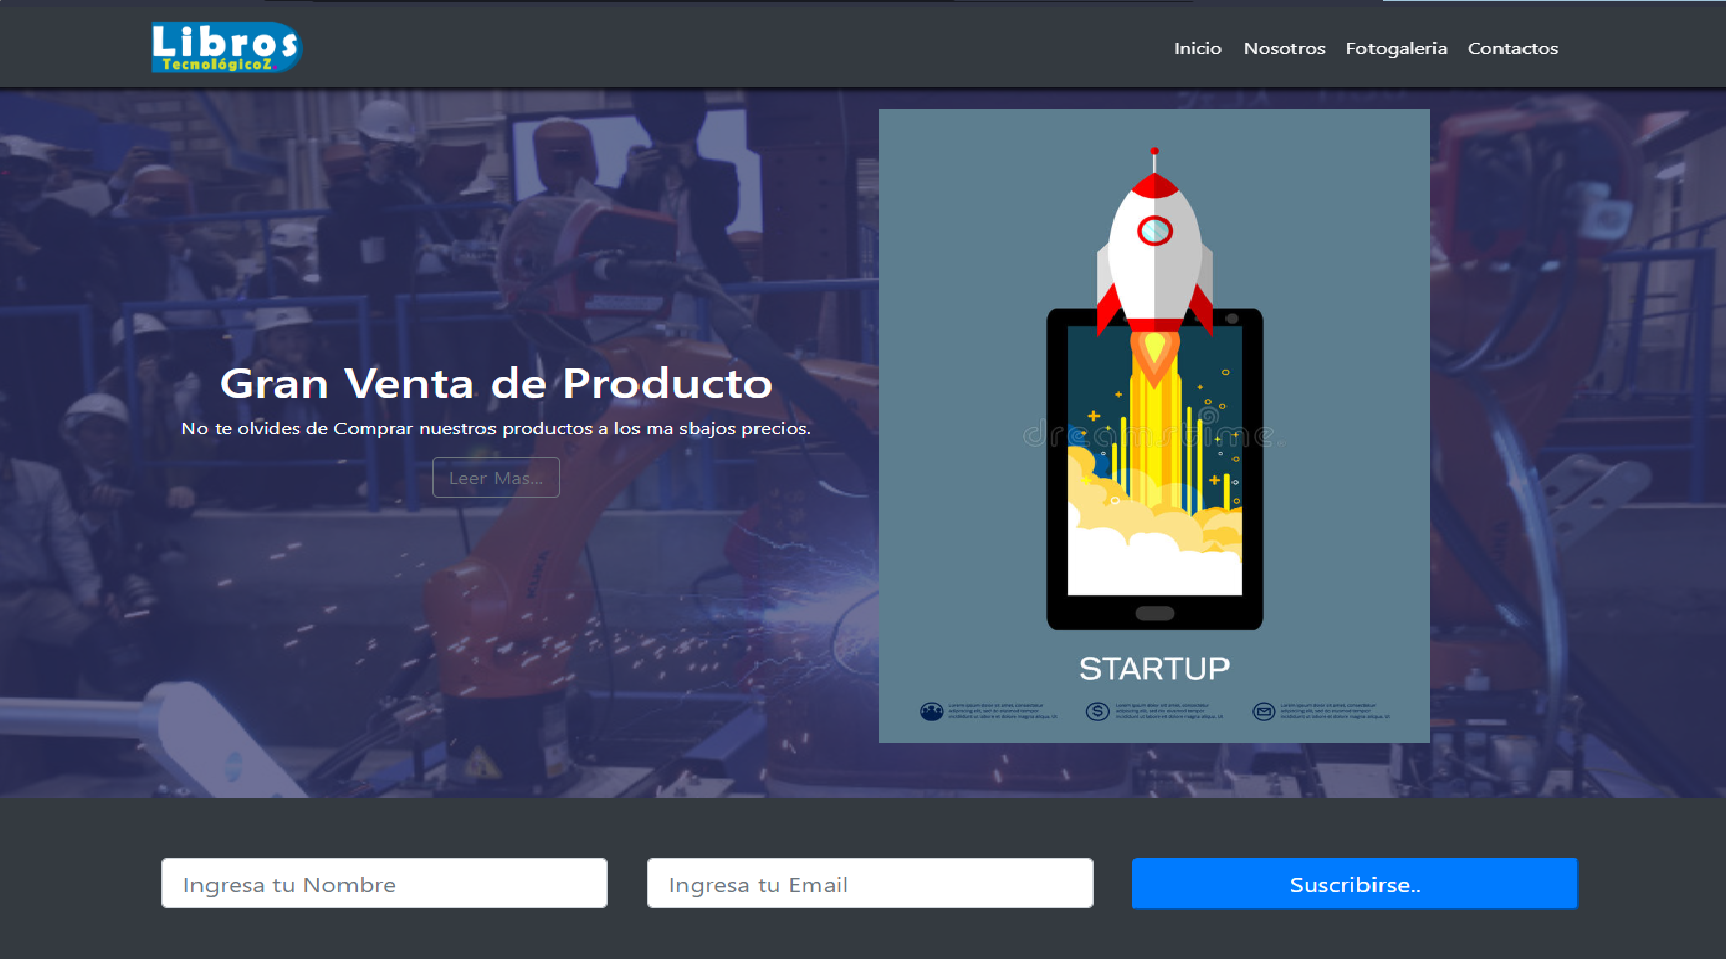 Libros
TecnológicoZ.
Inicio Nosotros Fotogaleria Contactos
Gran Venta de Producto
No te olvides de Comprar nuestros productos a los ma sbajos precios.
Leer Mas...
KUKA
dreamstime.
STARTUP
Ingresa tu Nombre
Ingresa tu Email
Suscribirse..